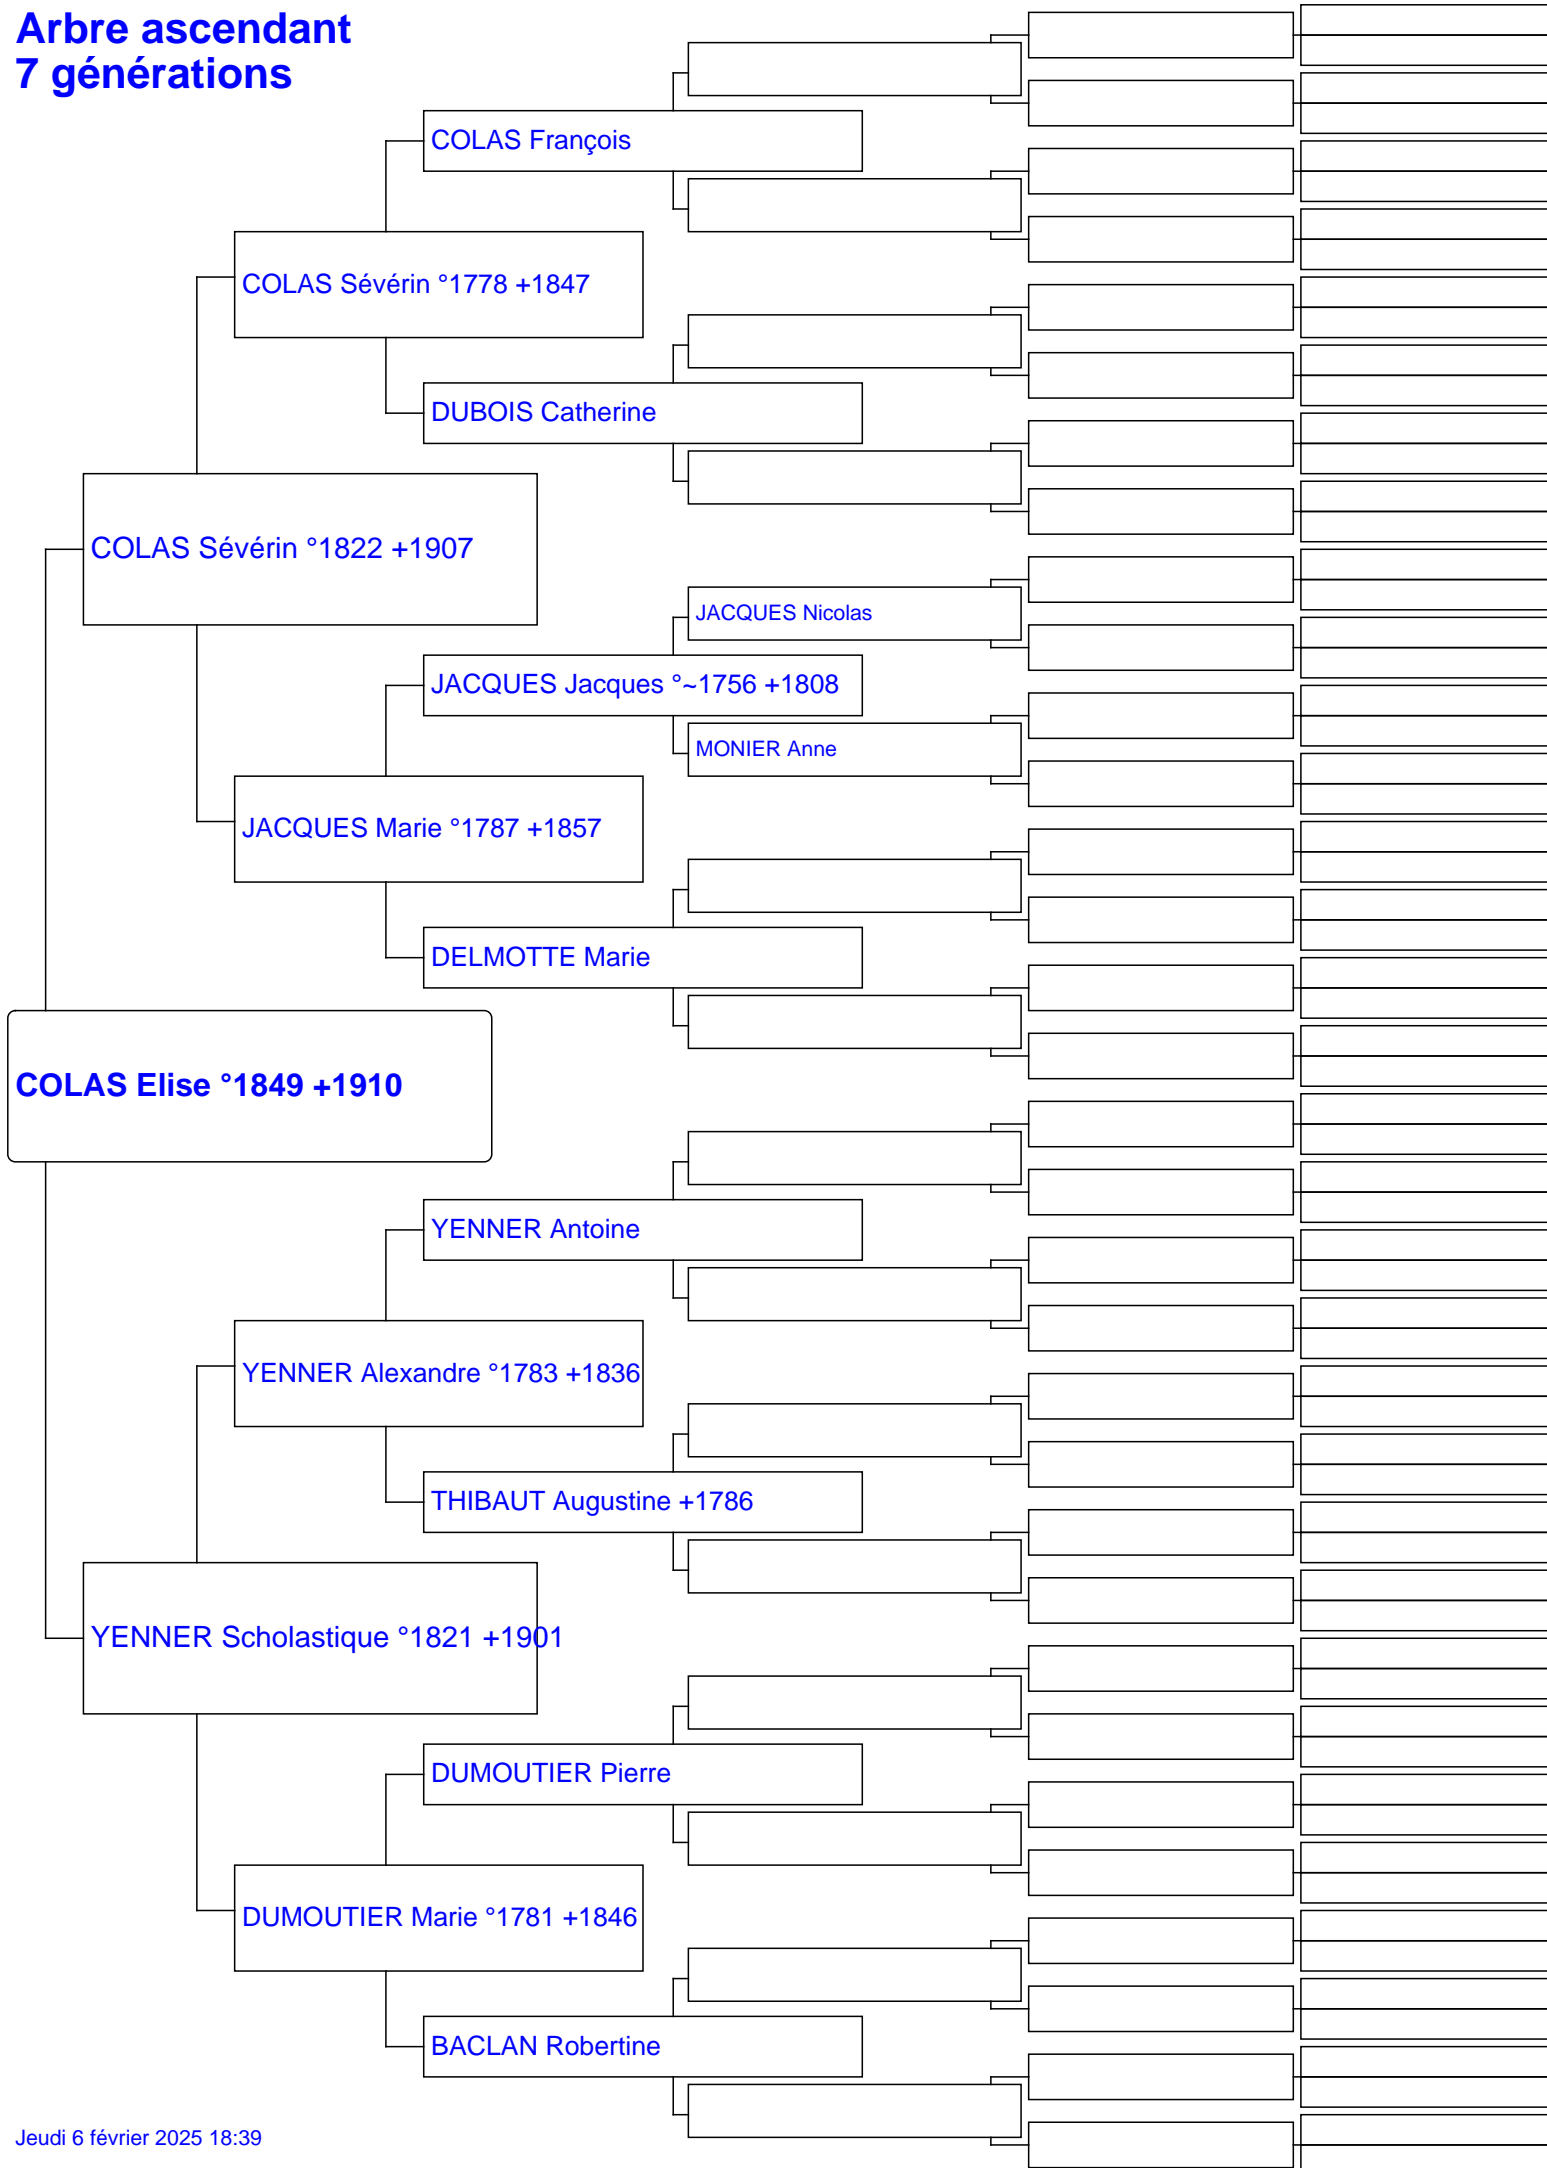 Arbre ascendant
7 générations
COLAS François
COLAS Sévérin °1778 +1847
DUBOIS Catherine
COLAS Sévérin °1822 +1907
JACQUES Nicolas
JACQUES Jacques °~1756 +1808
MONIER Anne
JACQUES Marie °1787 +1857
DELMOTTE Marie
COLAS Elise °1849 +1910
YENNER Antoine
YENNER Alexandre °1783 +1836
THIBAUT Augustine +1786
YENNER Scholastique °1821 +1901
DUMOUTIER Pierre
DUMOUTIER Marie °1781 +1846
BACLAN Robertine
Jeudi 6 février 2025 18:39